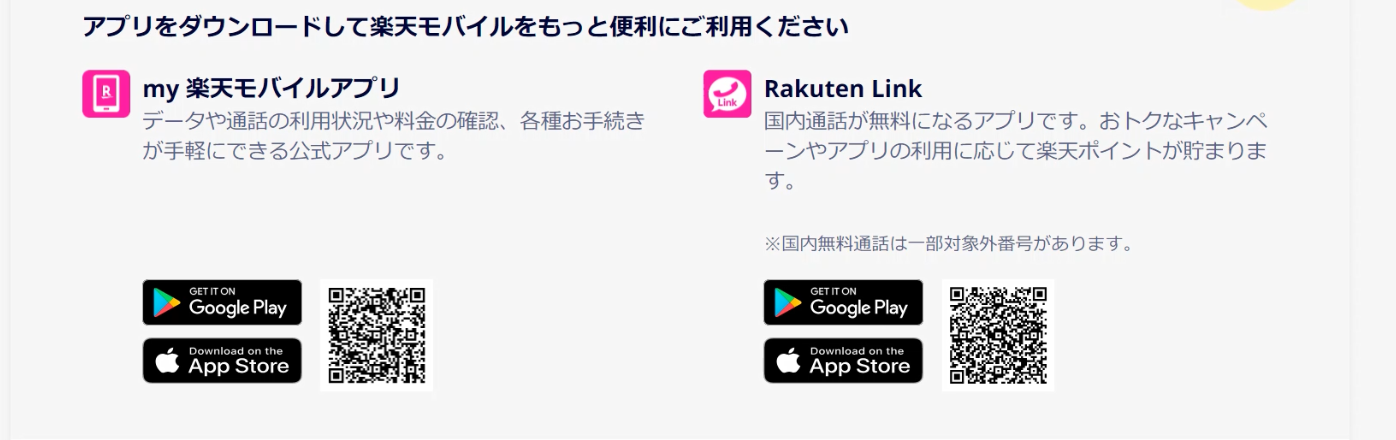 アプリをダウンロードして楽天モバイルをもっと便利にご利用ください
R
my 楽天モバイルアプリ
データや通話の利用状況や料金の確認、各種お手続き
が手軽にできる公式アプリです。
GET IT ON
Google Play
Download on the
App Store
Link
Rakuten Link
国内通話が無料になるアプリです。おトクなキャンペ
ーンやアプリの利用に応じて楽天ポイントが貯まりま
す。
※国内無料通話は一部対象外番号があります。
GET IT ON
Google Play
Download on the
App Store